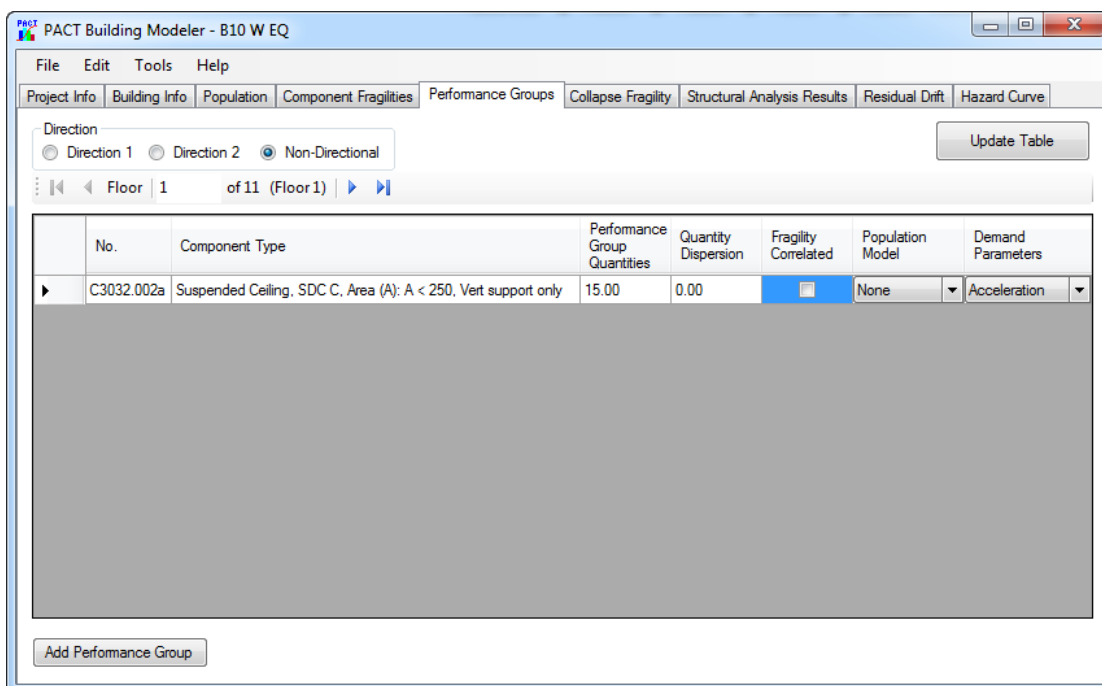 PACT PACT Building Modeler - B10 W EQ
File Edit Tools Help
Project Info Building Info Population Component Fragilities Performance Groups Collapse Fragility Structural Analysis Results Residual Drift Hazard Curve
Direction
Direction 1 Direction 2 Non-Directional
Update Table
Floor 1 of 11 (Floor 1)
No. Component Type Performance Group Quantities Quantity Dispersion Fragility Correlated Population Model Demand Parameters
C3032.002a Suspended Ceiling, SDC C, Area (A): A < 250, Vert support only 15.00 0.00 None Acceleration
Add Performance Group